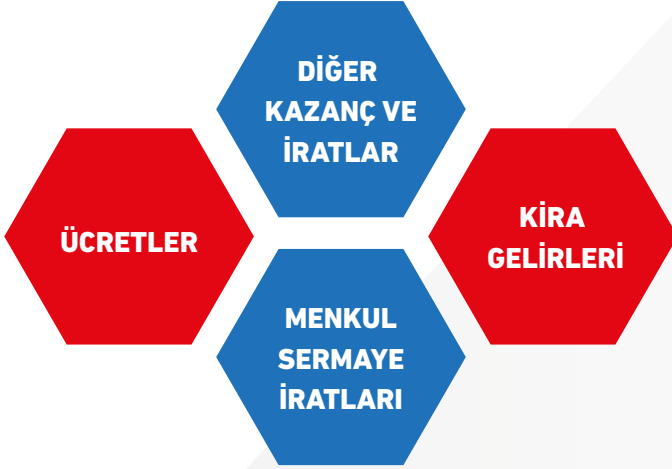 DİĞER
KAZANÇ VE
İRATLAR
ÜCRETLER
KİRA
GELİRLERİ
MENKUL
SERMAYE
İRATLARI